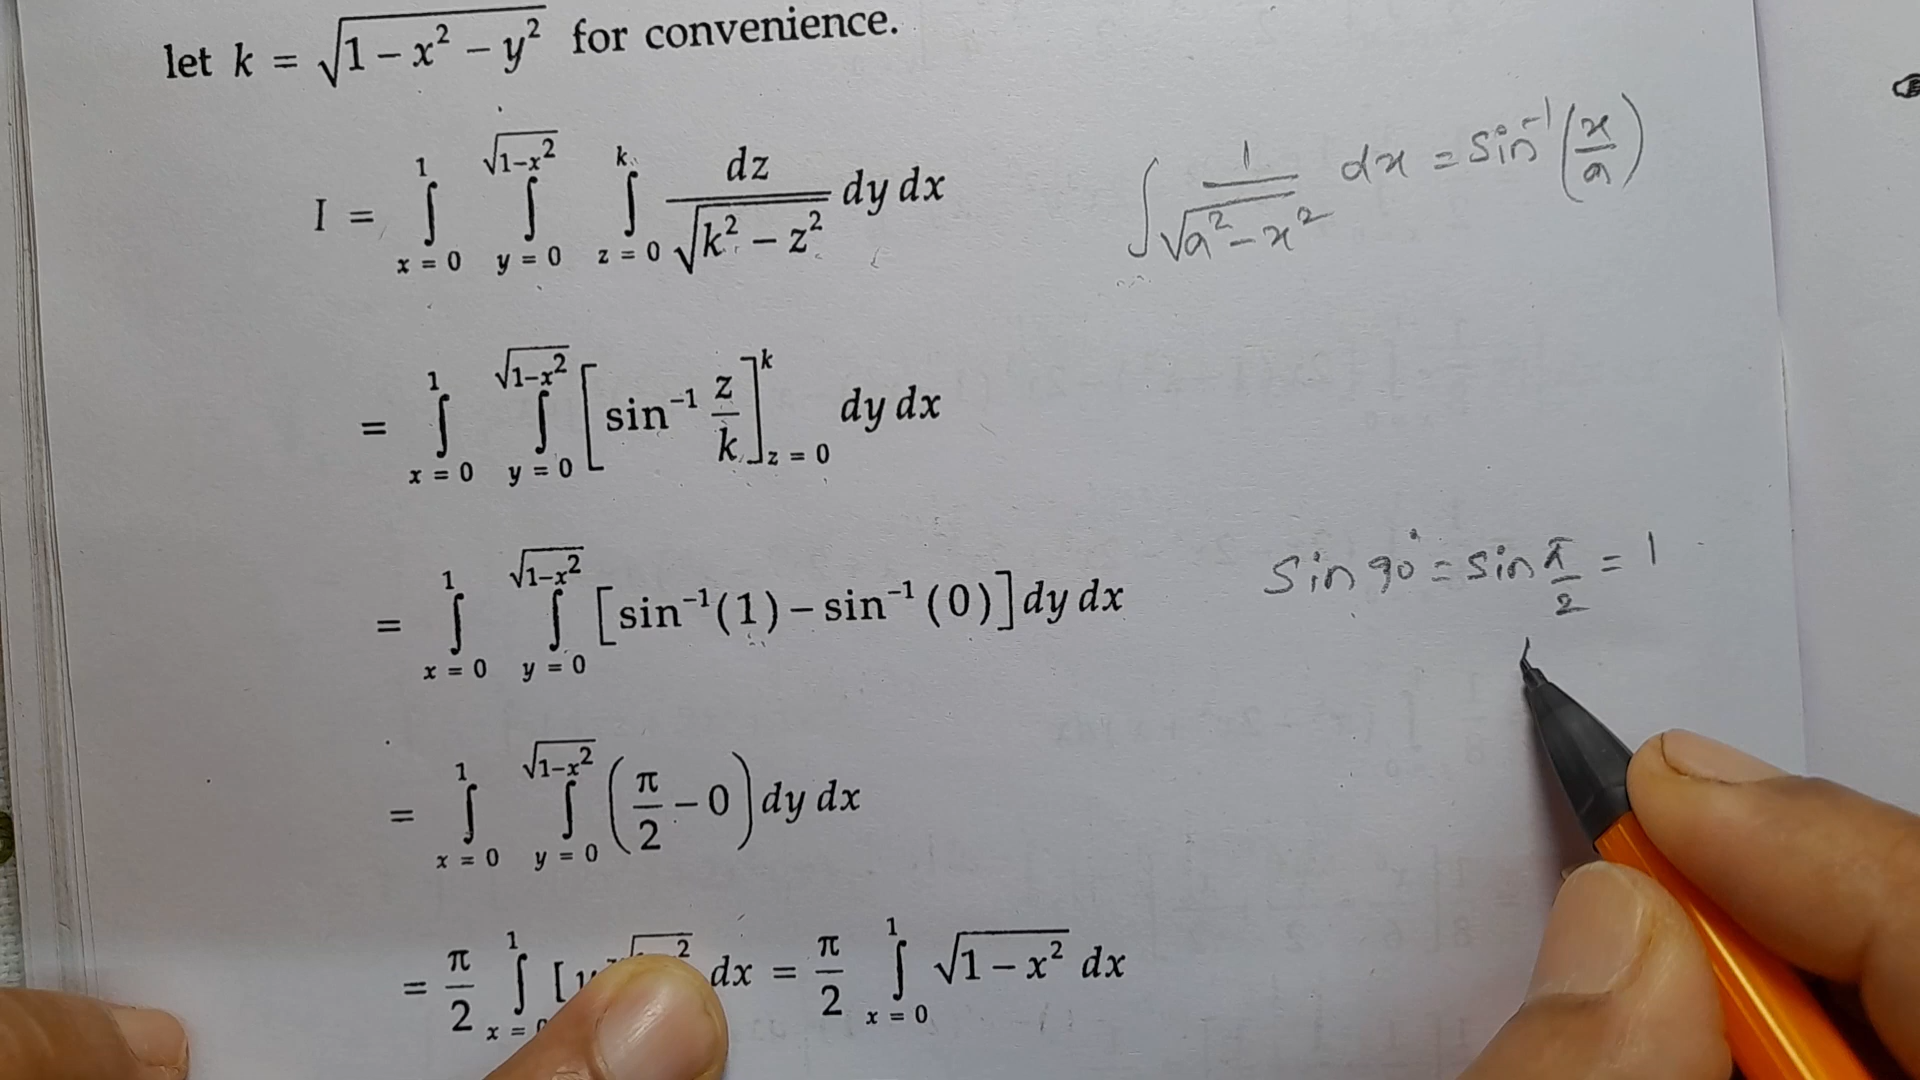 let k = √(1 − x² − y²) for convenience.
I = ∫_{x = 0}^{1} ∫_{y = 0}^{√(1−x²)} ∫_{z = 0}^{k} dz/√(k² − z²) dy dx
∫ 1/√(a² − x²) dx = sin⁻¹(x/a)
= ∫_{x = 0}^{1} ∫_{y = 0}^{√(1−x²)} [sin⁻¹ z/k]_{z = 0}^{k} dy dx
= ∫_{x = 0}^{1} ∫_{y = 0}^{√(1−x²)} [sin⁻¹(1) − sin⁻¹(0)] dy dx
sin 90° = sin π/2 = 1
= ∫_{x = 0}^{1} ∫_{y = 0}^{√(1−x²)} (π/2 − 0) dy dx
= π/2 ∫^{1} dx = π/2 ∫_{x = 0}^{1} √(1 − x²) dx